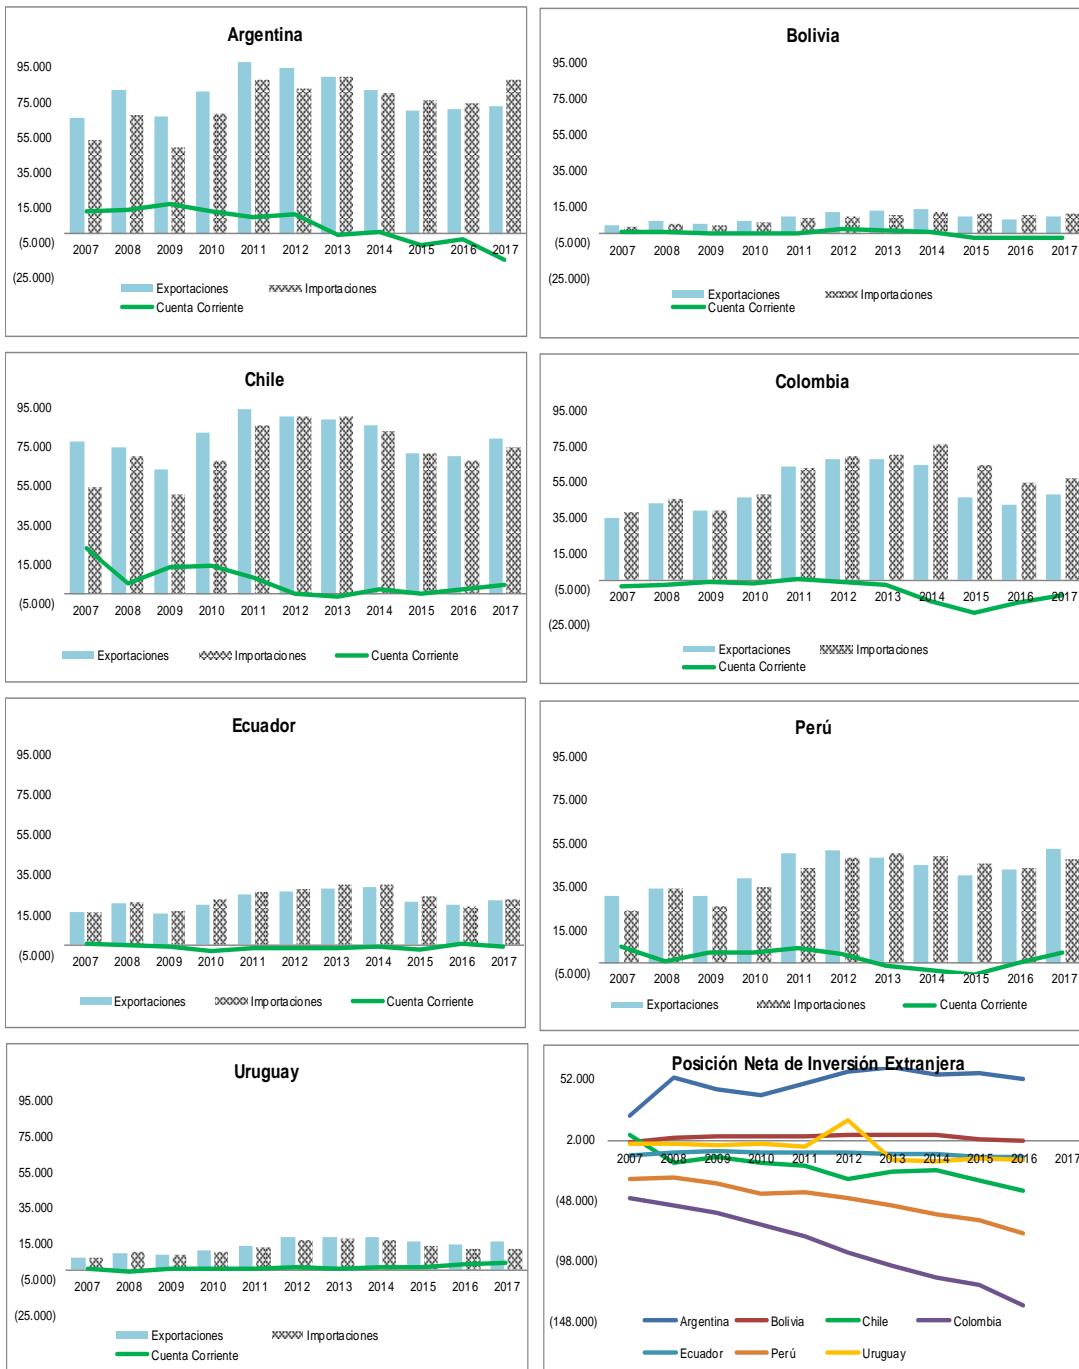 Argentina
95.000
75.000
55.000
35.000
15.000
(5.000)
(25.000)
2007 2008 2009 2010 2011 2012 2013 2014 2015 2016 2017
Exportaciones Importaciones
Cuenta Corriente
Bolivia
95.000
75.000
55.000
35.000
15.000
(5.000)
(25.000)
2007 2008 2009 2010 2011 2012 2013 2014 2015 2016 2017
Exportaciones Importaciones
Cuenta Corriente
Chile
95.000
75.000
55.000
35.000
15.000
(5.000)
2007 2008 2009 2010 2011 2012 2013 2014 2015 2016 2017
Exportaciones Importaciones Cuenta Corriente
Colombia
95.000
75.000
55.000
35.000
15.000
(5.000)
(25.000)
2007 2008 2009 2010 2011 2012 2013 2014 2015 2016 2017
Exportaciones Importaciones
Cuenta Corriente
Ecuador
95.000
75.000
55.000
35.000
15.000
(5.000)
2007 2008 2009 2010 2011 2012 2013 2014 2015 2016 2017
Exportaciones Importaciones Cuenta Corriente
Perú
95.000
75.000
55.000
35.000
15.000
(5.000)
2007 2008 2009 2010 2011 2012 2013 2014 2015 2016 2017
Exportaciones Importaciones Cuenta Corriente
Uruguay
95.000
75.000
55.000
35.000
15.000
(5.000)
(25.000)
2007 2008 2009 2010 2011 2012 2013 2014 2015 2016 2017
Exportaciones Importaciones
Cuenta Corriente
Posición Neta de Inversión Extranjera
52.000
2.000
(48.000)
(98.000)
(148.000)
2007 2008 2009 2010 2011 2012 2013 2014 2015 2016 2017
Argentina Bolivia Chile Colombia
Ecuador Perú Uruguay